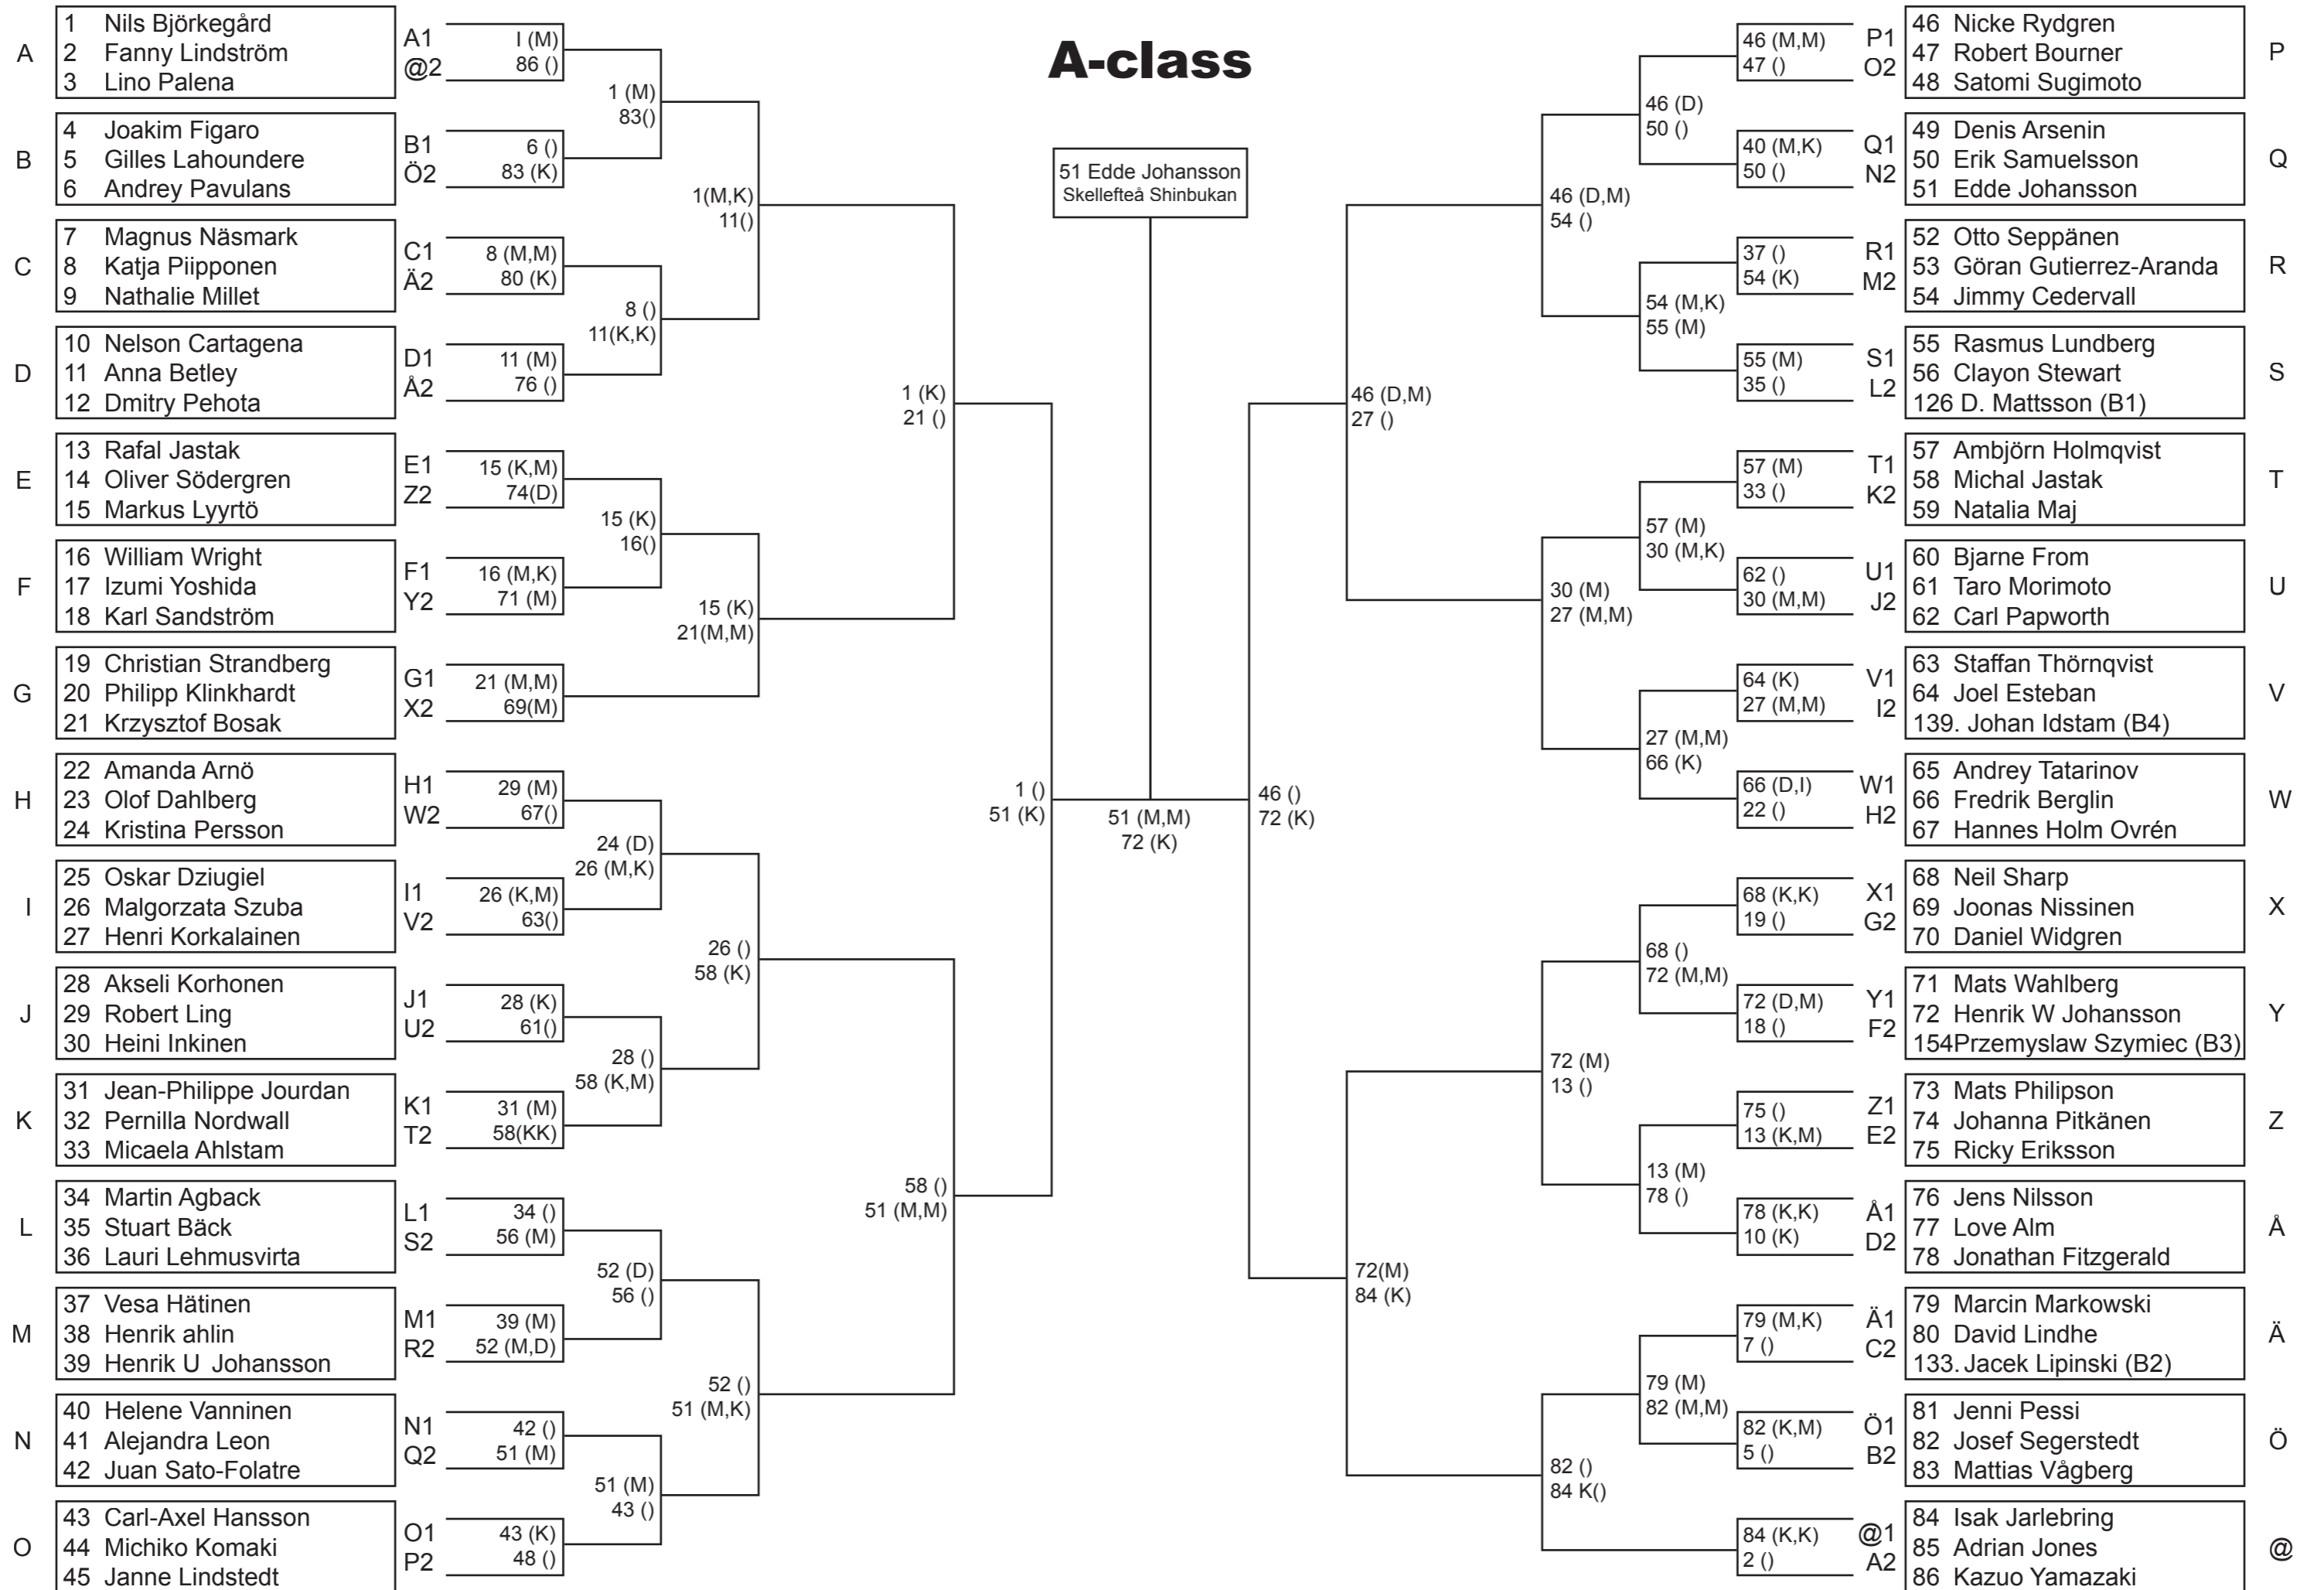 A-class
A
1 Nils Björkegård
2 Fanny Lindström
3 Lino Palena
B
4 Joakim Figaro
5 Gilles Lahoundere
6 Andrey Pavulans
C
7 Magnus Näsmark
8 Katja Piipponen
9 Nathalie Millet
D
10 Nelson Cartagena
11 Anna Betley
12 Dmitry Pehota
E
13 Rafal Jastak
14 Oliver Södergren
15 Markus Lyyrtö
F
16 William Wright
17 Izumi Yoshida
18 Karl Sandström
G
19 Christian Strandberg
20 Philipp Klinkhardt
21 Krzysztof Bosak
H
22 Amanda Arnö
23 Olof Dahlberg
24 Kristina Persson
I
25 Oskar Dziugiel
26 Malgorzata Szuba
27 Henri Korkalainen
J
28 Akseli Korhonen
29 Robert Ling
30 Heini Inkinen
K
31 Jean-Philippe Jourdan
32 Pernilla Nordwall
33 Micaela Ahlstam
L
34 Martin Agback
35 Stuart Bäck
36 Lauri Lehmusvirta
M
37 Vesa Hätinen
38 Henrik ahlin
39 Henrik U Johansson
N
40 Helene Vanninen
41 Alejandra Leon
42 Juan Sato-Folatre
O
43 Carl-Axel Hansson
44 Michiko Komaki
45 Janne Lindstedt
A1 I (M)
@2 86 ()
B1 6 ()
Ö2 83 (K)
C1 8 (M,M)
Ä2 80 (K)
D1 11 (M)
Å2 76 ()
E1 15 (K,M)
Z2 74(D)
F1 16 (M,K)
Y2 71 (M)
G1 21 (M,M)
X2 69(M)
H1 29 (M)
W2 67()
I1 26 (K,M)
V2 63()
J1 28 (K)
U2 61()
K1 31 (M)
T2 58(KK)
L1 34 ()
S2 56 (M)
M1 39 (M)
R2 52 (M,D)
N1 42 ()
Q2 51 (M)
O1 43 (K)
P2 48 ()
1 (M)
83()
8 ()
11(K,K)
15 (K)
16()
24 (D)
26 (M,K)
28 ()
58 (K,M)
52 (D)
56 ()
51 (M)
43 ()
1(M,K)
11()
15 (K)
21(M,M)
26 ()
58 (K)
52 ()
51 (M,K)
1 (K)
21 ()
58 ()
51 (M,M)
1 ()
51 (K)
51 Edde Johansson
Skellefteå Shinbukan
51 (M,M)
72 (K)
46 ()
72 (K)
46 (D,M)
27 ()
72(M)
84 (K)
46 (D,M)
54 ()
30 (M)
27 (M,M)
72 (M)
13 ()
82 ()
84 K()
46 (D)
50 ()
54 (M,K)
55 (M)
57 (M)
30 (M,K)
27 (M,M)
66 (K)
68 ()
72 (M,M)
13 (M)
78 ()
79 (M)
82 (M,M)
46 (M,M) P1
47 () O2
40 (M,K) Q1
50 () N2
37 () R1
54 (K) M2
55 (M) S1
35 () L2
57 (M) T1
33 () K2
62 () U1
30 (M,M) J2
64 (K) V1
27 (M,M) I2
66 (D,I) W1
22 () H2
68 (K,K) X1
19 () G2
72 (D,M) Y1
18 () F2
75 () Z1
13 (K,M) E2
78 (K,K) Å1
10 (K) D2
79 (M,K) Ä1
7 () C2
82 (K,M) Ö1
5 () B2
84 (K,K) @1
2 () A2
46 Nicke Rydgren
47 Robert Bourner
48 Satomi Sugimoto
P
49 Denis Arsenin
50 Erik Samuelsson
51 Edde Johansson
Q
52 Otto Seppänen
53 Göran Gutierrez-Aranda
54 Jimmy Cedervall
R
55 Rasmus Lundberg
56 Clayon Stewart
126 D. Mattsson (B1)
S
57 Ambjörn Holmqvist
58 Michal Jastak
59 Natalia Maj
T
60 Bjarne From
61 Taro Morimoto
62 Carl Papworth
U
63 Staffan Thörnqvist
64 Joel Esteban
139. Johan Idstam (B4)
V
65 Andrey Tatarinov
66 Fredrik Berglin
67 Hannes Holm Ovrén
W
68 Neil Sharp
69 Joonas Nissinen
70 Daniel Widgren
X
71 Mats Wahlberg
72 Henrik W Johansson
154Przemyslaw Szymiec (B3)
Y
73 Mats Philipson
74 Johanna Pitkänen
75 Ricky Eriksson
Z
76 Jens Nilsson
77 Love Alm
78 Jonathan Fitzgerald
Å
79 Marcin Markowski
80 David Lindhe
133. Jacek Lipinski (B2)
Ä
81 Jenni Pessi
82 Josef Segerstedt
83 Mattias Vågberg
Ö
84 Isak Jarlebring
85 Adrian Jones
86 Kazuo Yamazaki
@